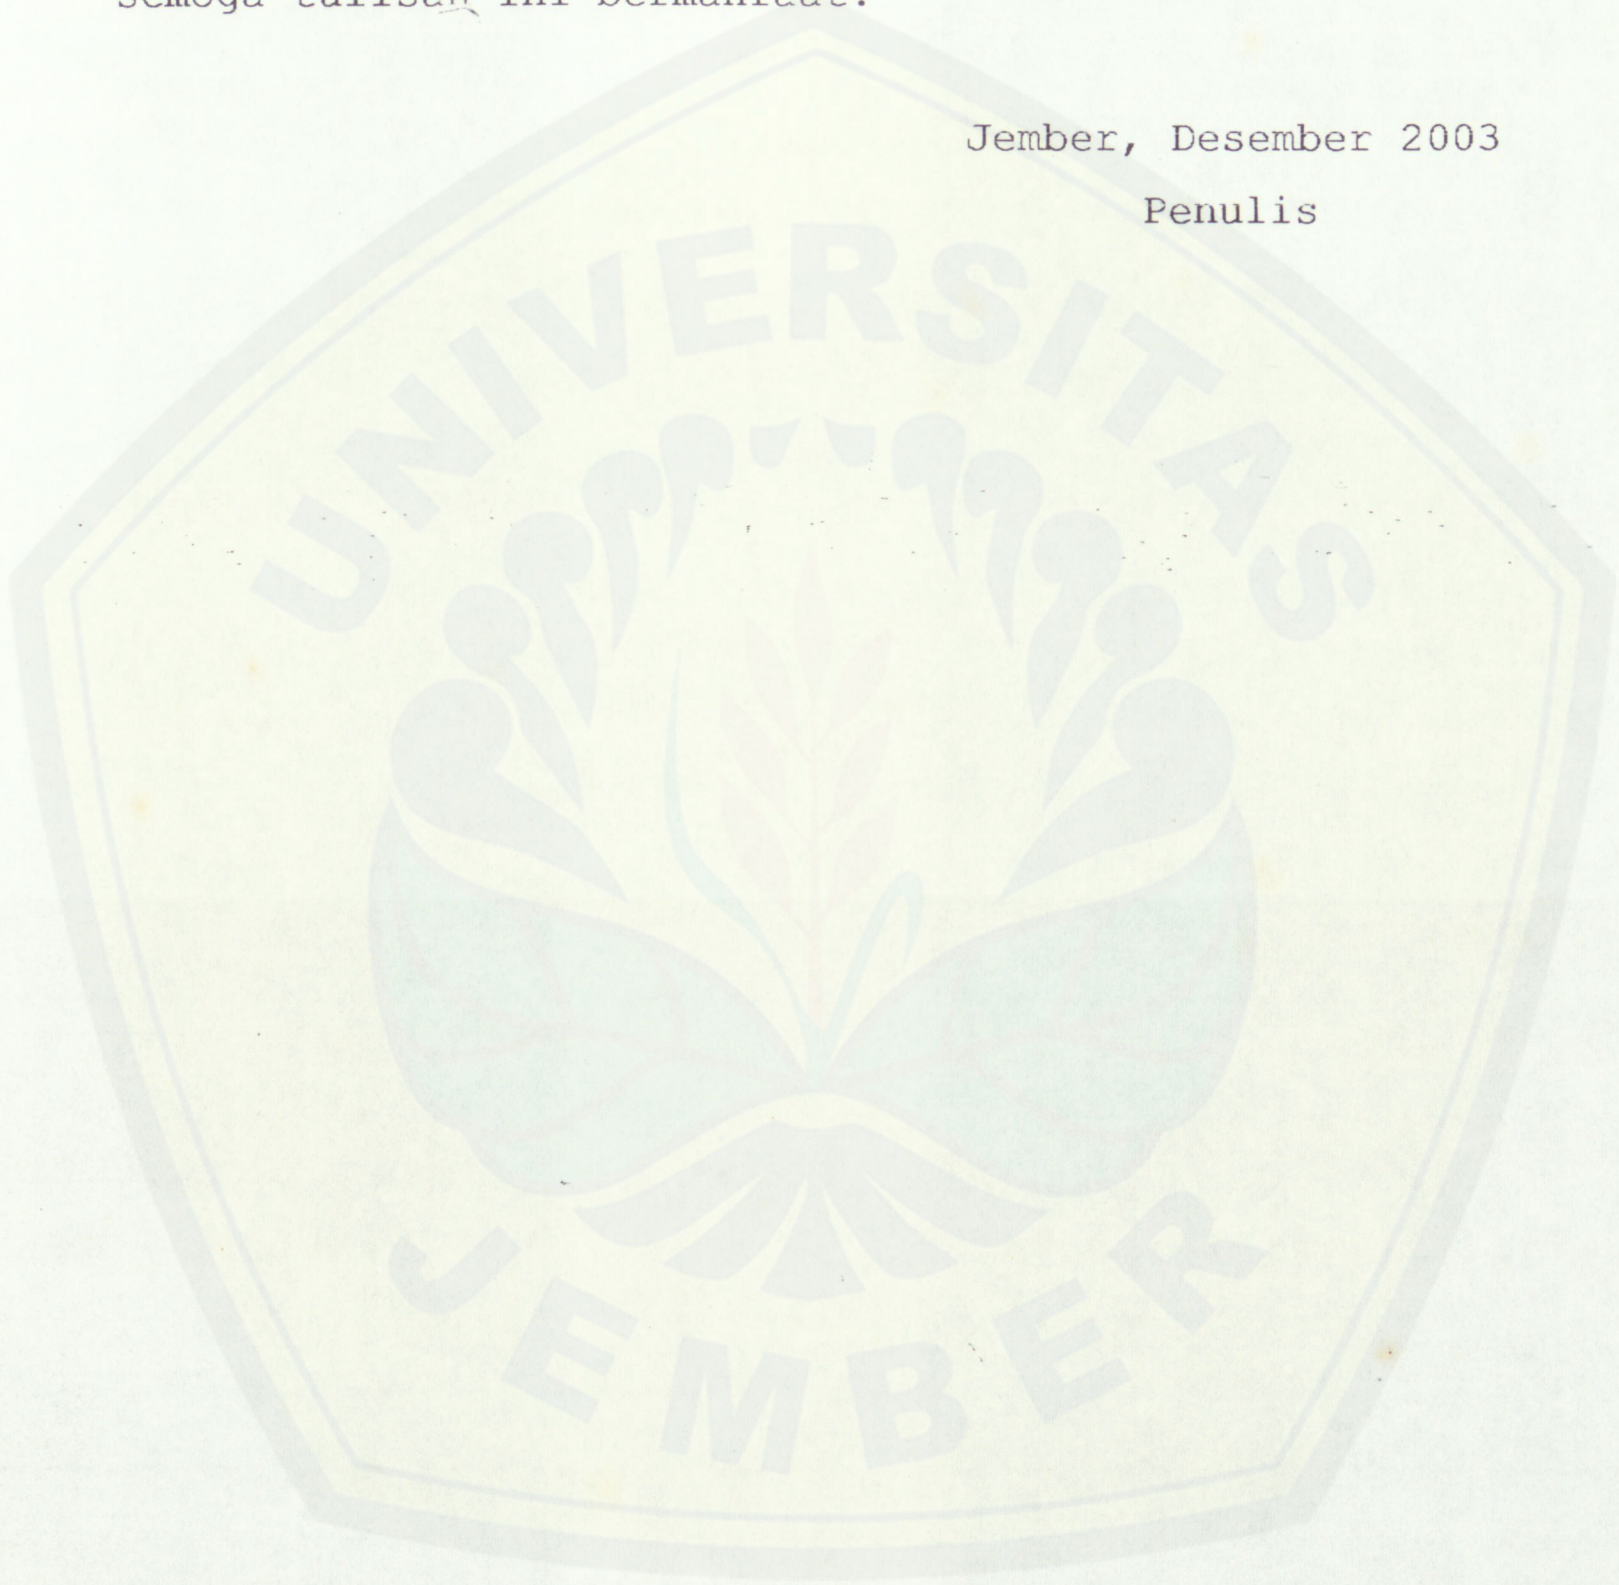 semoga tulisan ini bermanfaat.
Jember, Desember 2003
Penulis
UNIVERSITAS
JEMBER